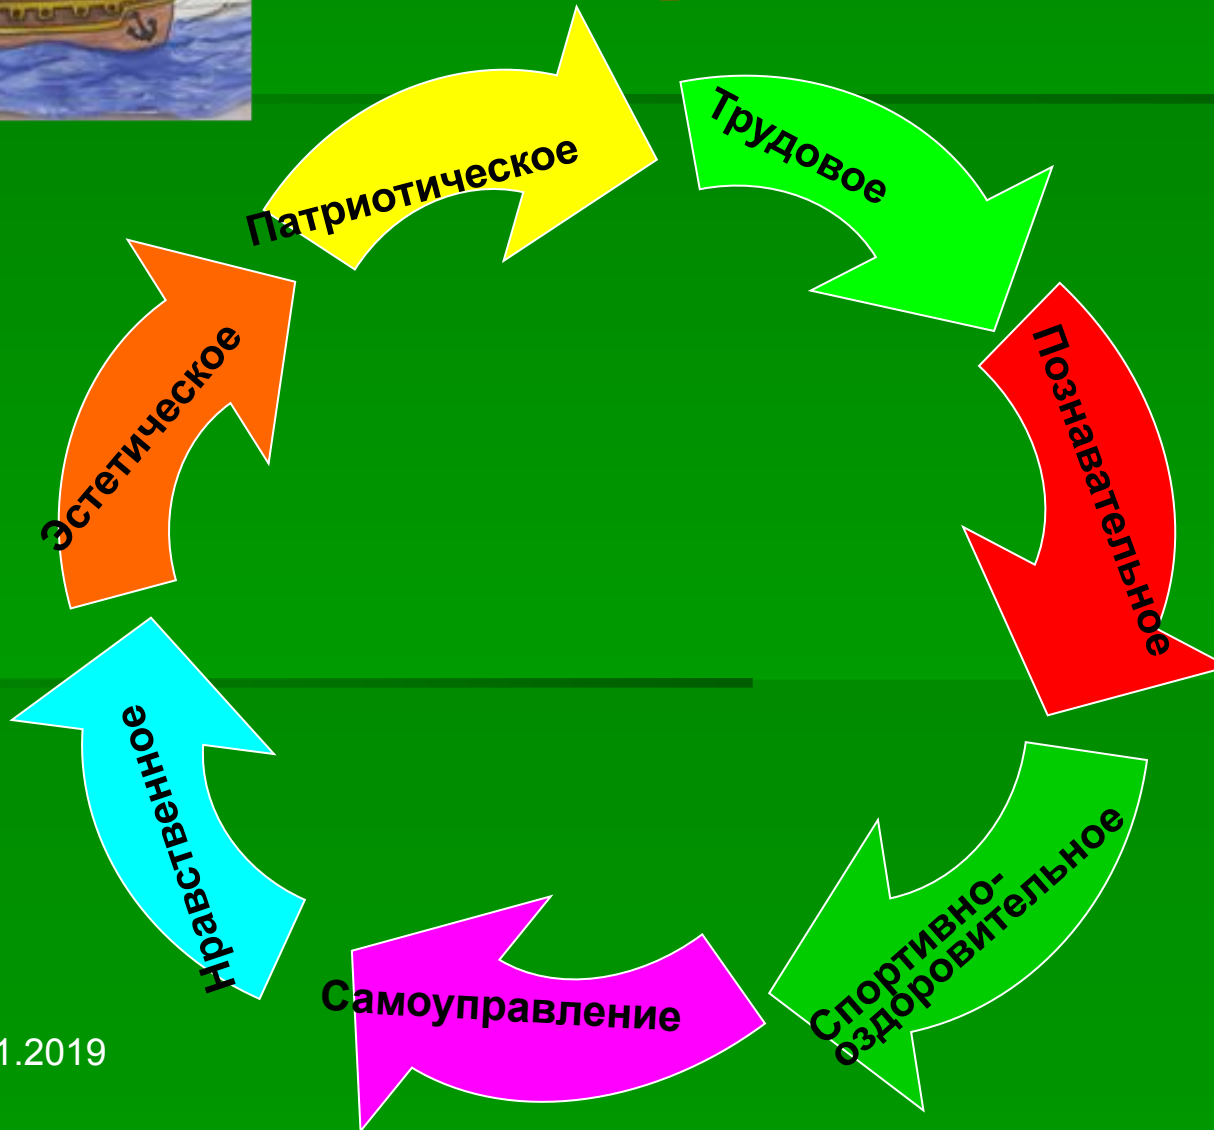 Патриотическое
Трудовое
Познавательное
Спортивно-
оздоровительное
Самоуправление
Нравственное
Эстетическое
1.2019